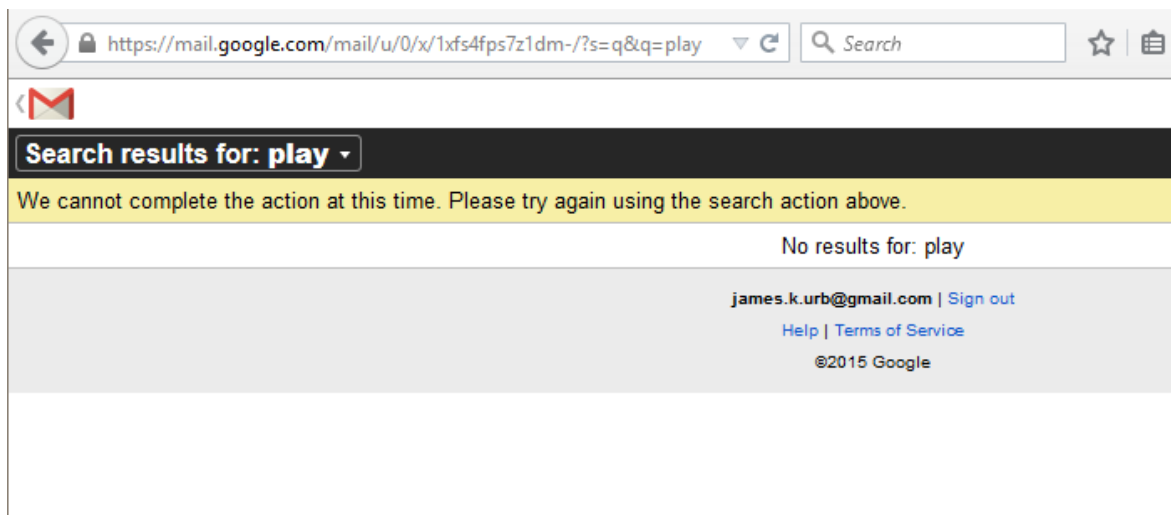 https://mail.google.com/mail/u/0/x/1xfs4fps7z1dm-/?s=q&q=play Search
Search results for: play
We cannot complete the action at this time. Please try again using the search action above.
No results for: play
james.k.urb@gmail.com | Sign out
Help | Terms of Service
©2015 Google